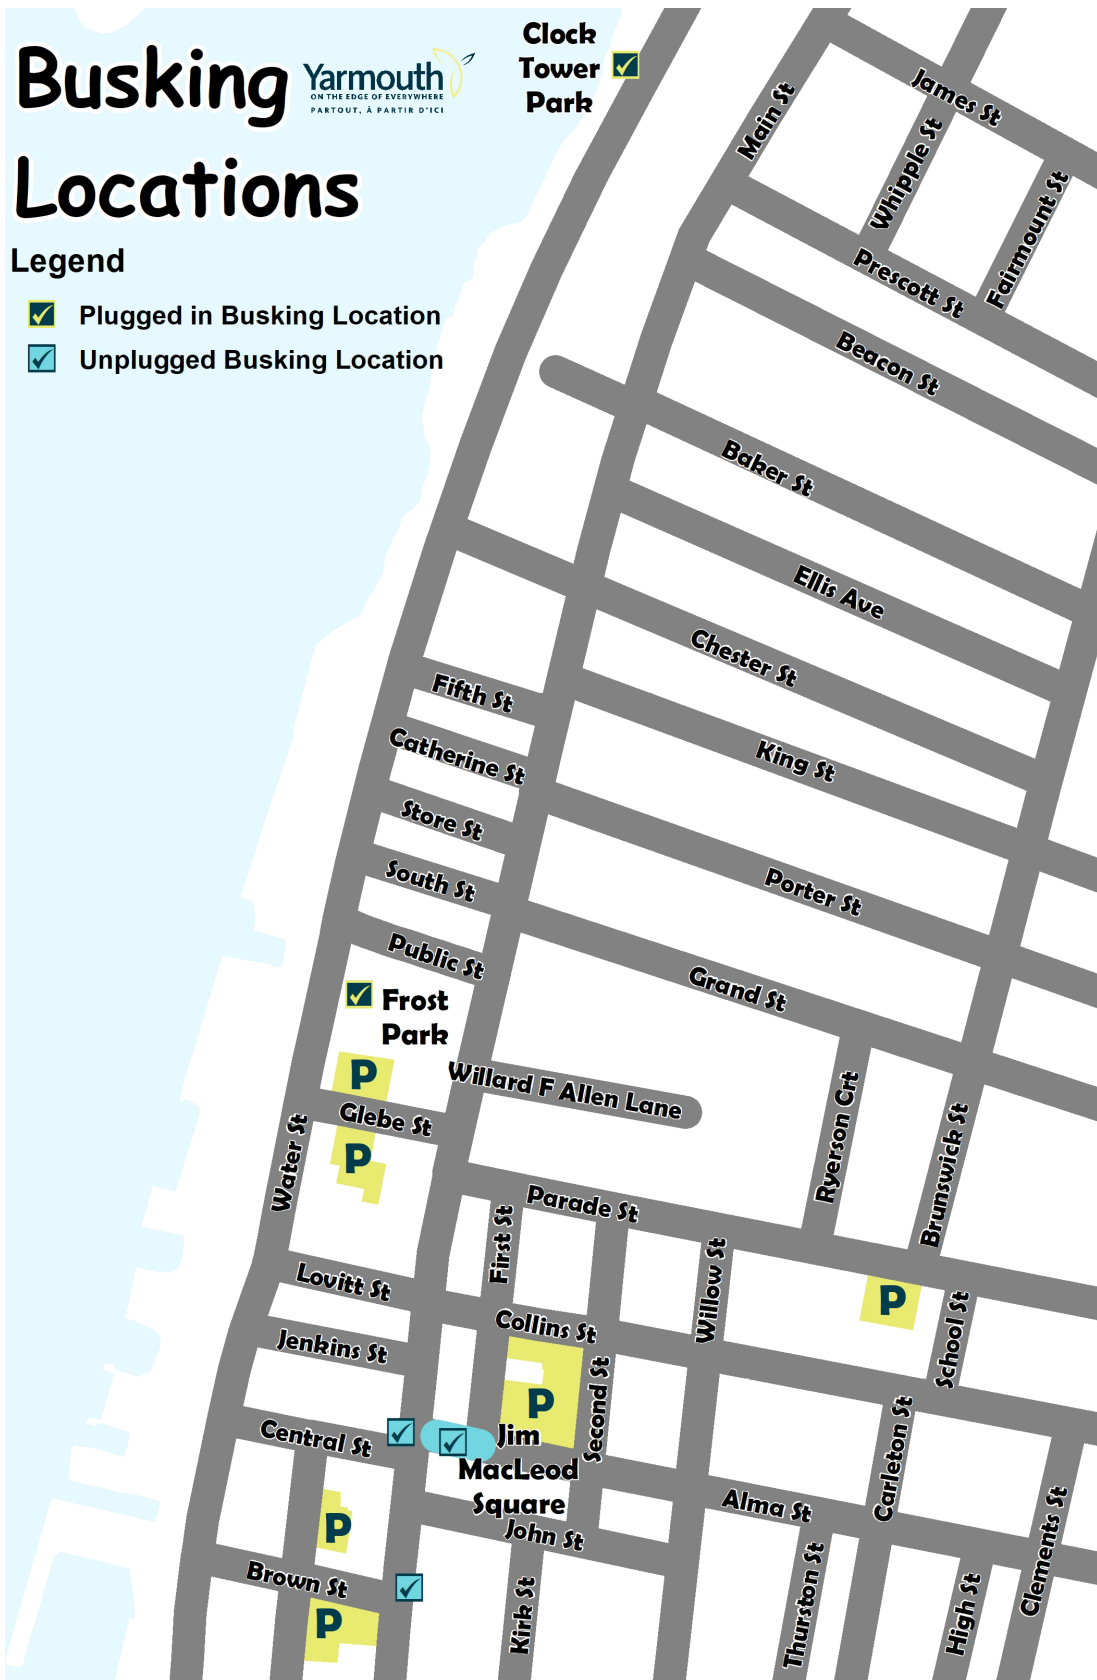 Busking
Locations
Yarmouth
ON THE EDGE OF EVERYWHERE
PARTOUT, À PARTIR D'ICI
Clock
Tower
Park
Legend
Plugged in Busking Location
Unplugged Busking Location
James St
Main St
Whipple St
Fairmount St
Prescott St
Beacon St
Baker St
Ellis Ave
Chester St
Fifth St
King St
Catherine St
Store St
Porter St
South St
Public St
Grand St
Frost
Park
P
Willard F Allen Lane
Glebe St
P
Water St
Ryerson Crt
Brunswick St
Parade St
First St
Willow St
Lovitt St
P
School St
Collins St
Jenkins St
Second St
P
Central St
Jim
MacLeod
Square
Carleton St
Alma St
Clements St
P
John St
Brown St
Kirk St
Thurston St
High St
P